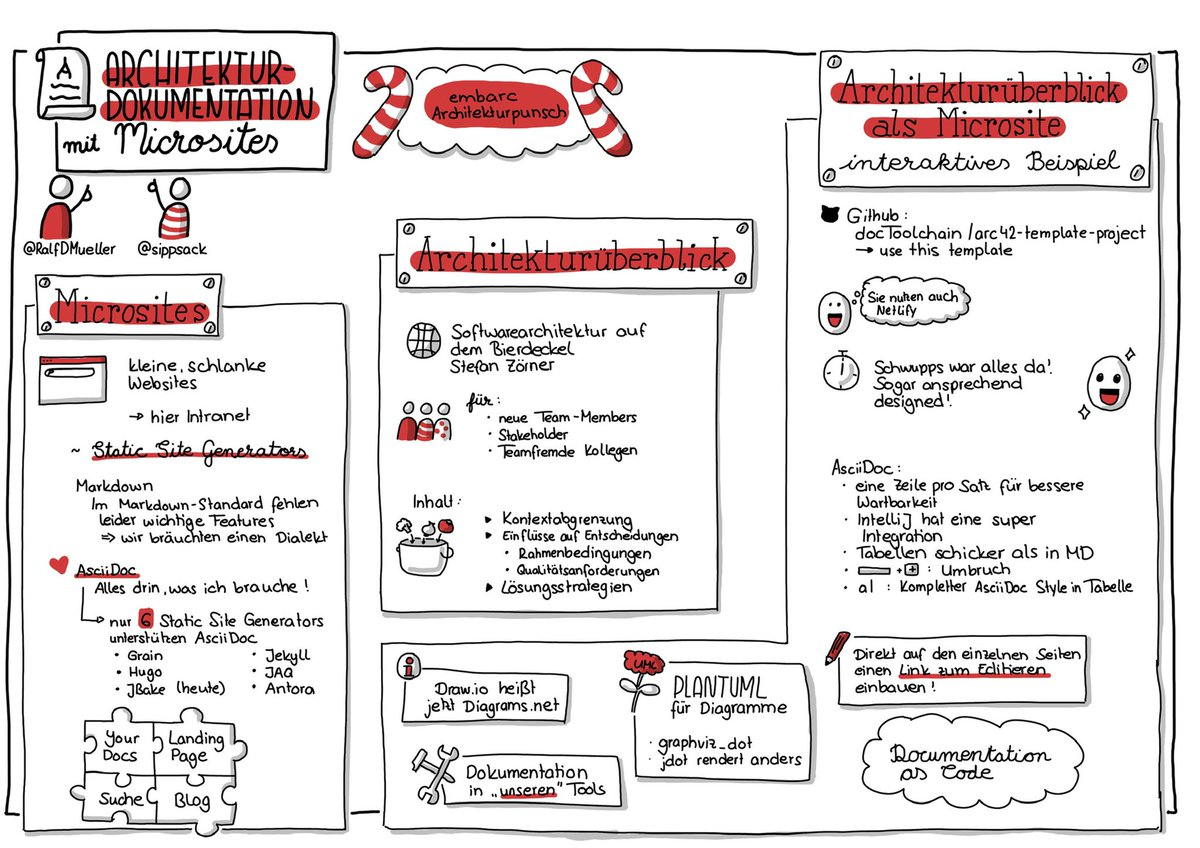 A
ARCHITEKTUR-
DOKUMENTATION
mit Microsites
@RalfDMueller
@sippsack
embarc
Architekturpunsch
Microsites
kleine, schlanke
Websites
→ hier Intranet
~ Static Site Generators
Markdown
Im Markdown-Standard fehlen
leider wichtige Features
⇒ wir bräuchten einen Dialekt
AsciiDoc
Alles drin, was ich brauche!
nur 6 Static Site Generators
unterstützen AsciiDoc
· Grain
· Hugo
· JBake (heute)
· Jekyll
· JAQ
· Antora
Your
Docs
Landing
Page
Suche
Blog
Architekturüberblick
Softwarearchitektur auf
dem Bierdeckel
Stefan Zörner
für:
· neue Team-Members
· Stakeholder
· Teamfremde Kollegen
Inhalt:
▸ Kontextabgrenzung
▸ Einflüsse auf Entscheidungen
· Rahmenbedingungen
· Qualitätsanforderungen
▸ Lösungsstrategien
i
Draw.io heißt
jetzt Diagrams.net
Dokumentation
in „unseren" Tools
UML
PLANTUML
für Diagramme
· graphviz_dot
· jdot rendert anders
Architekturüberblick
als Microsite
interaktives Beispiel
Github:
docToolchain/arc42-template-project
→ use this template
Sie nutzen auch
Netlify
Schwupps war alles da!
Sogar ansprechend
designed!
AsciiDoc:
· eine Zeile pro Satz für bessere
Wartbarkeit
· IntelliJ hat eine super
Integration
· Tabellen schicker als in MD
· + + : Umbruch
· a| : Kompletter AsciiDoc Style in Tabelle
Direkt auf den einzelnen Seiten
einen Link zum Editieren
einbauen!
Documentation
as Code